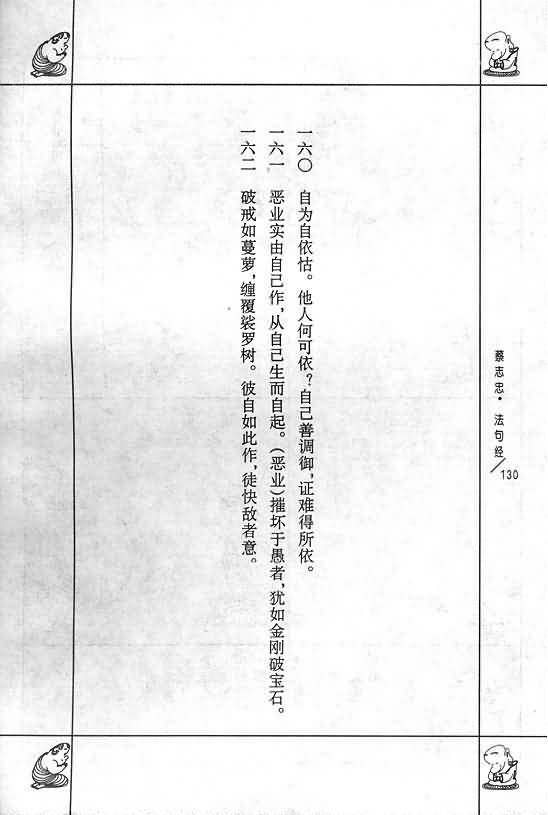 一六〇　自为自依怙。他人何可依？自己善调御，证难得所依。
一六一　恶业实由自己作，从自己生而自起。（恶业）摧坏于愚者，犹如金刚破宝石。
一六二　破戒如蔓萝，缠覆裟罗树。彼自如此作，徒快敌者意。
蔡志忠·法句经／130